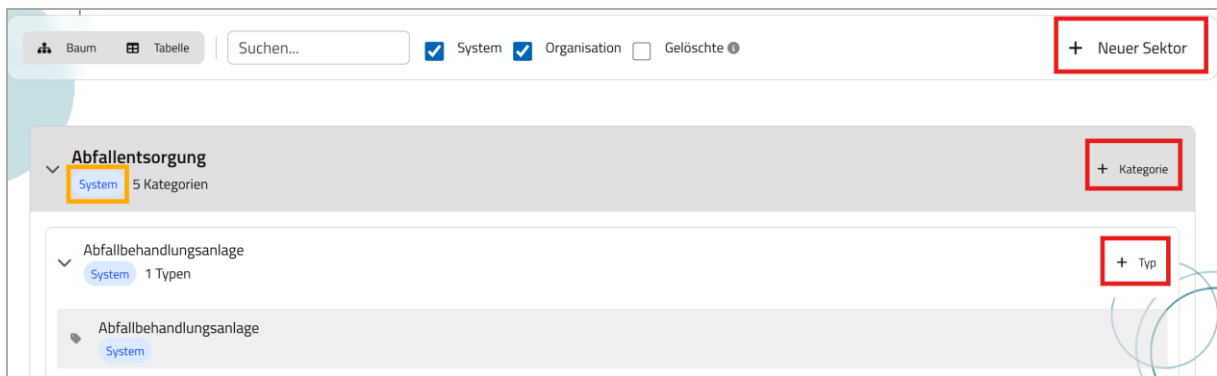 Baum Tabelle Suchen... System Organisation Gelöschte + Neuer Sektor
Abfallentsorgung
System 5 Kategorien
+ Kategorie
Abfallbehandlungsanlage
System 1 Typen
+ Typ
Abfallbehandlungsanlage
System